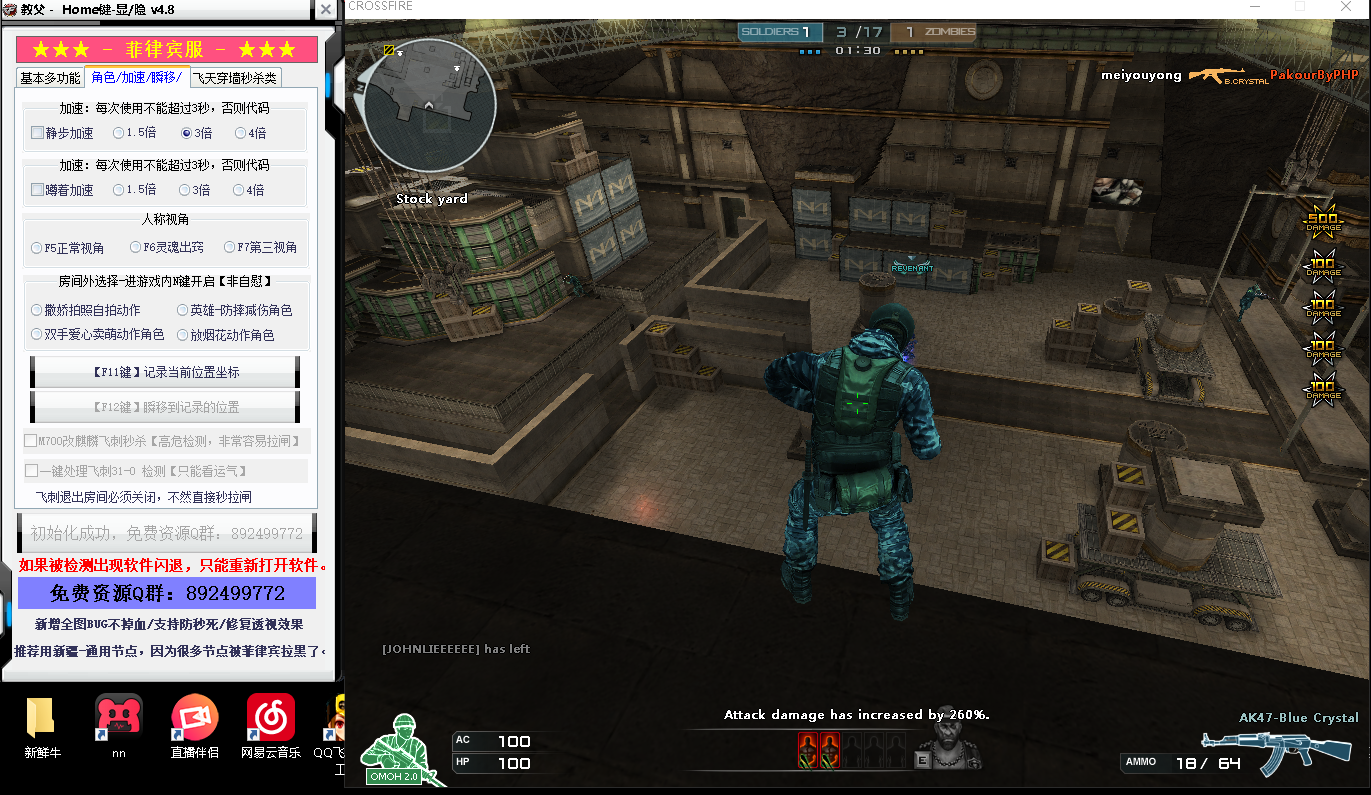 教父 - Home键-显/隐 v4.8
★★★ - 菲律宾服 - ★★★
基本多功能 角色/加速/瞬移/ 飞天穿墙秒杀类
加速: 每次使用不能超过3秒, 否则代码
静步加速 1.5倍 3倍 4倍
加速: 每次使用不能超过3秒, 否则代码
蹲着加速 1.5倍 3倍 4倍
人称视角
F5正常视角 F6灵魂出窍 F7第三视角
房间外选择-进游戏内N键开启【非自慰】
撒娇拍照自拍动作 英雄-防摔减伤角色
双手爱心卖萌动作角色 放烟花动作角色
【F11键】记录当前位置坐标
【F12键】瞬移到记录的位置
M700改麒麟飞刺秒杀【高危检测, 非常容易拉闸】
一键处理飞刺31-0 检测【只能看运气】
飞刺退出房间必须关闭, 不然直接秒拉闸
初始化成功, 免费资源Q群: 892499772
如果被检测出现软件闪退, 只能重新打开软件。
免费资源Q群: 892499772
新增全图BUG不掉血/支持防秒死/修复透视效果
推荐用新疆-通用节点, 因为很多节点被菲律宾拉黑了
新鲜牛
nn
直播伴侣
网易云音乐
QQ飞
工
CROSSFIRE
SOLDIERS 1 3 /17 1 ZOMBIES
01:30
meiyouyong B.CRYSTAL PakourByPHP
N
Stock yard
N4
N4
REVENANT
500
DAMAGE
100
DAMAGE
100
DAMAGE
100
DAMAGE
100
DAMAGE
[JOHNLIEEEEEE] has left
Attack damage has increased by 260%.
OMOH 2.0
AC 100
HP 100
E
AK47-Blue Crystal
AMMO 18/ 64